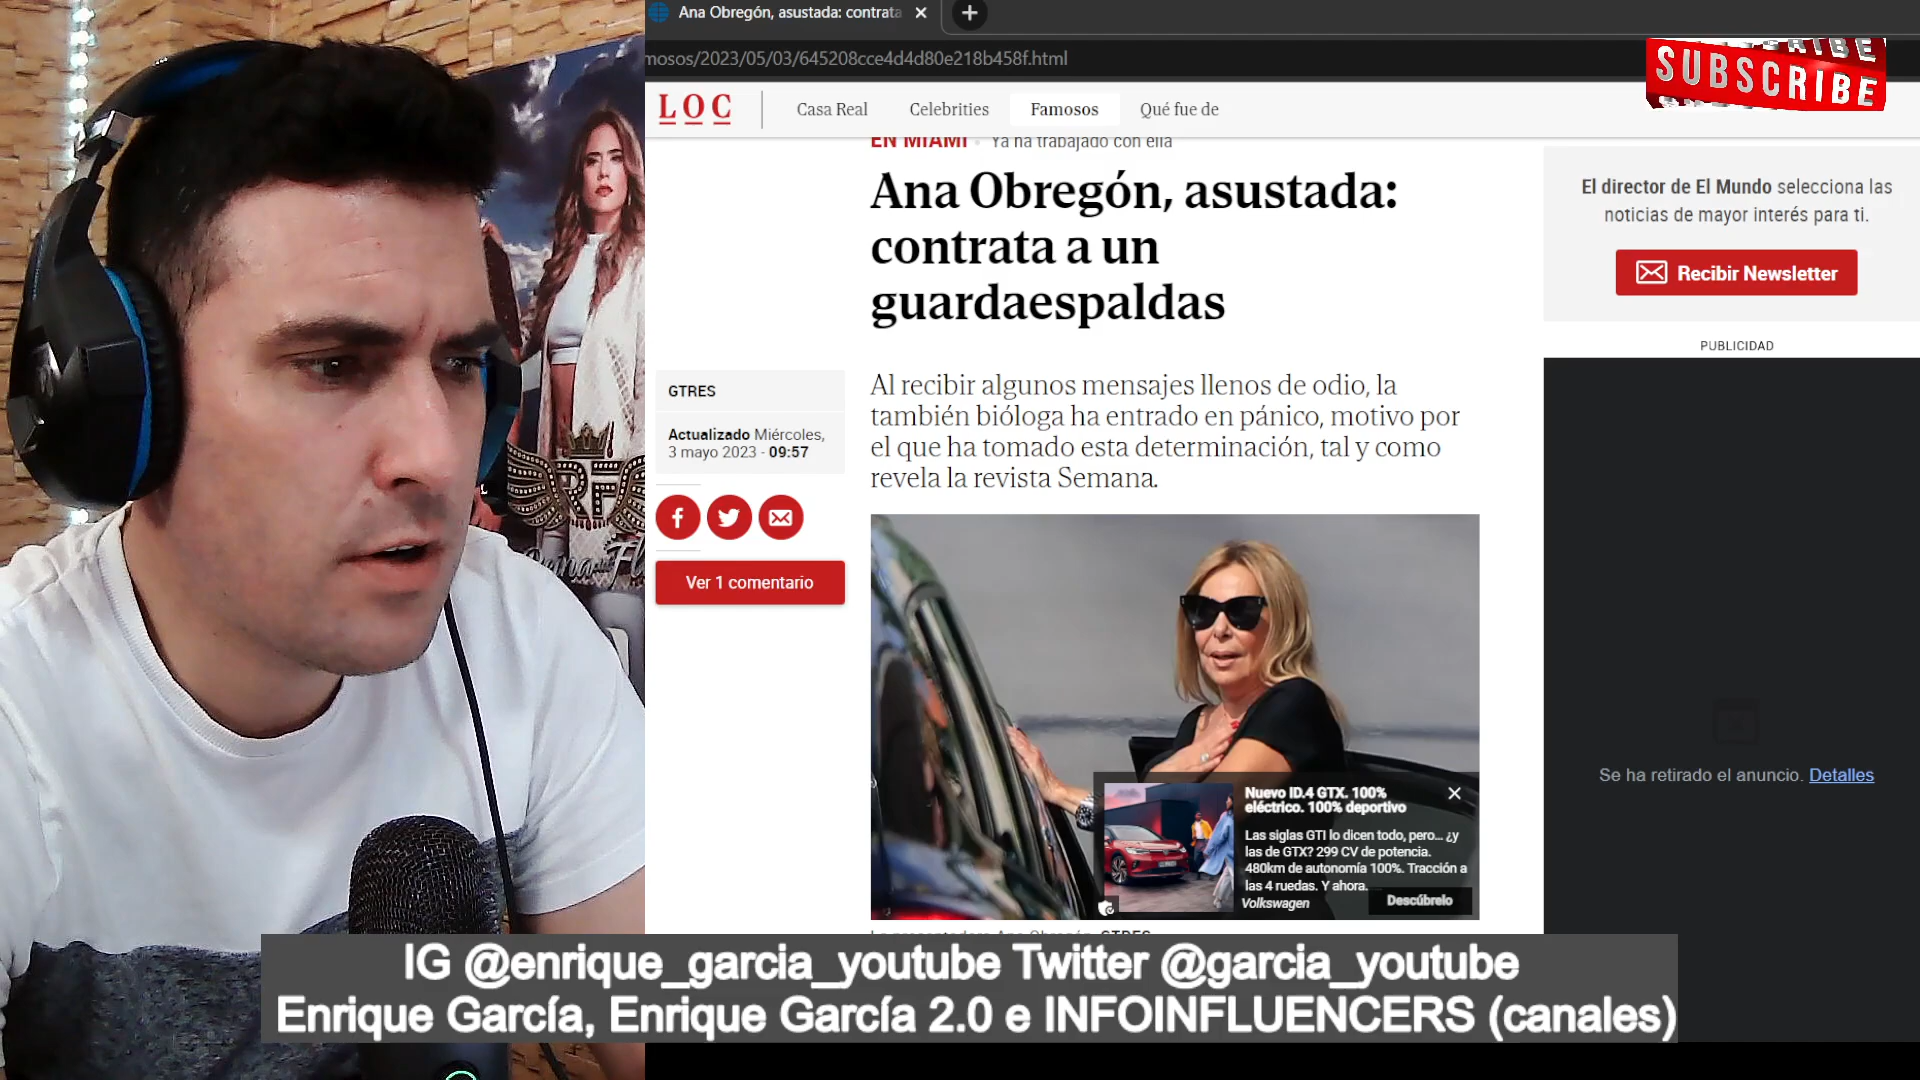 Ana Obregón, asustada: contrata
mosos/2023/05/03/645208cce4d4d80e218b458f.html
SUBSCRIBE
LOC
Casa Real
Celebrities
Famosos
Qué fue de
EN MIAMI
Ya ha trabajado con ella
Ana Obregón, asustada:
contrata a un
guardaespaldas
Al recibir algunos mensajes llenos de odio, la
también bióloga ha entrado en pánico, motivo por
el que ha tomado esta determinación, tal y como
revela la revista Semana.
GTRES
Actualizado Miércoles,
3 mayo 2023 - 09:57
Ver 1 comentario
El director de El Mundo selecciona las
noticias de mayor interés para ti.
Recibir Newsletter
PUBLICIDAD
Se ha retirado el anuncio. Detalles
Nuevo ID.4 GTX. 100%
eléctrico. 100% deportivo
Las siglas GTI lo dicen todo, pero... ¿y
las de GTX? 299 CV de potencia.
480km de autonomía 100%. Tracción a
las 4 ruedas. Y ahora...
Volkswagen
Descúbrelo
RFG
IG @enrique_garcia_youtube Twitter @garcia_youtube
Enrique García, Enrique García 2.0 e INFOINFLUENCERS (canales)